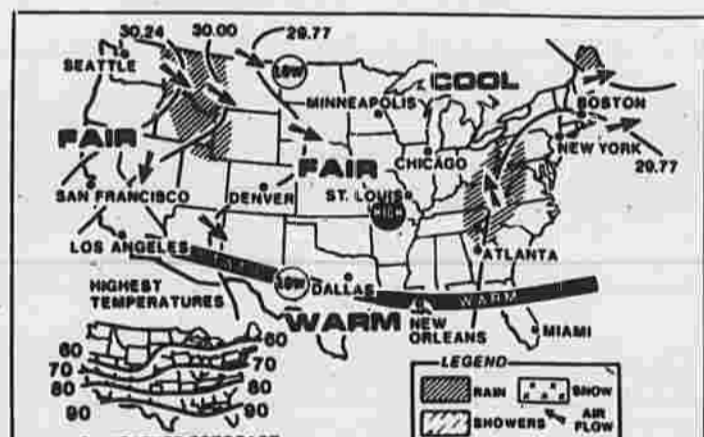 30.24 30.00 29.77
SEATTLE
LOW
COOL
MINNEAPOLIS
BOSTON
FAIR
CHICAGO
NEW YORK
FAIR
29.77
SAN FRANCISCO
DENVER
ST. LOUIS
HIGH
LOS ANGELES
ATLANTA
HIGHEST
TEMPERATURES
LOW
DALLAS
WARM
WARM
NEW
ORLEANS
MIAMI
60 60
70 70
80 80
90 90
LEGEND
RAIN SNOW
SHOWERS AIR
FLOW